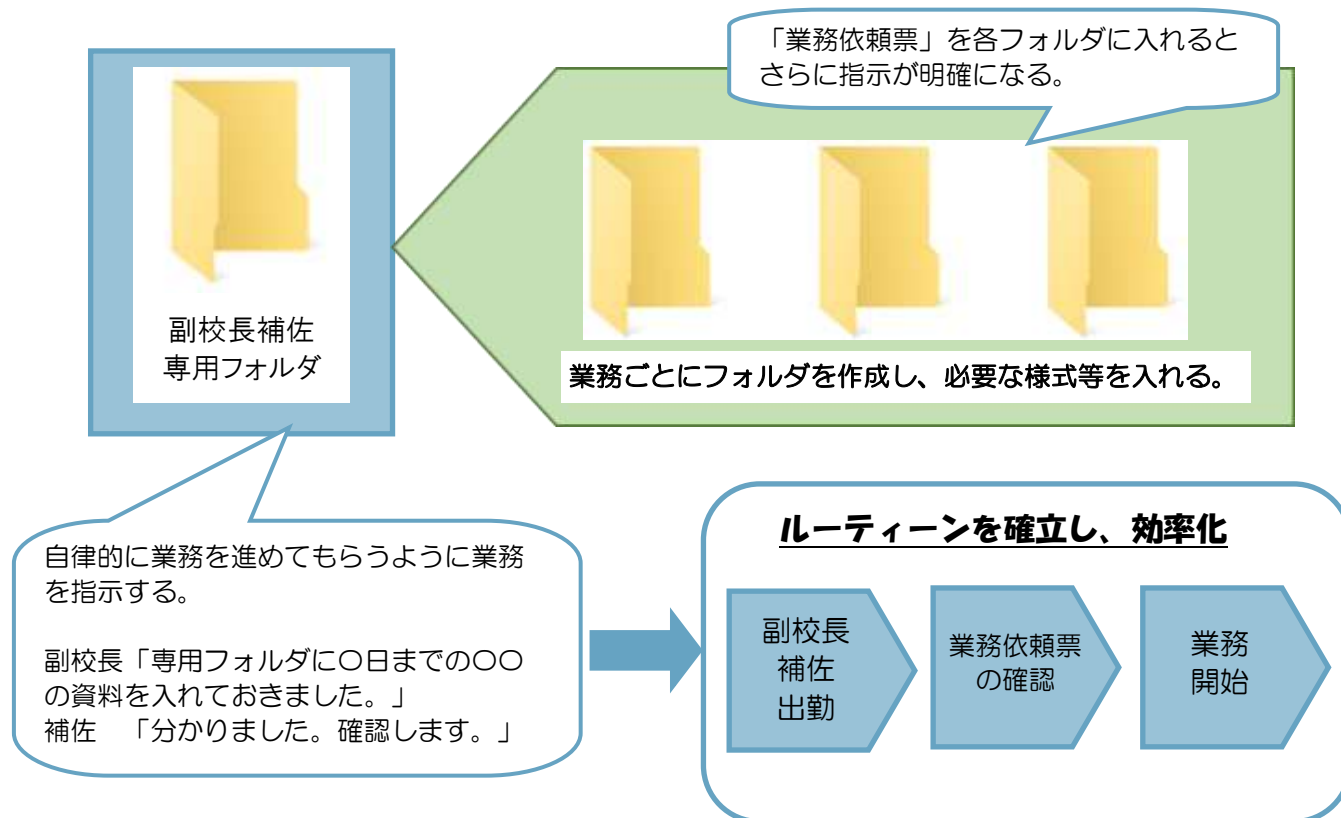 「業務依頼票」を各フォルダに入れると
さらに指示が明確になる。
副校長補佐
専用フォルダ
業務ごとにフォルダを作成し、必要な様式等を入れる。
自律的に業務を進めてもらうように業務
を指示する。
副校長「専用フォルダに〇日までの〇〇
の資料を入れておきました。」
補佐　「分かりました。確認します。」
ルーティーンを確立し、効率化
副校長
補佐
出勤
業務依頼票
の確認
業務
開始